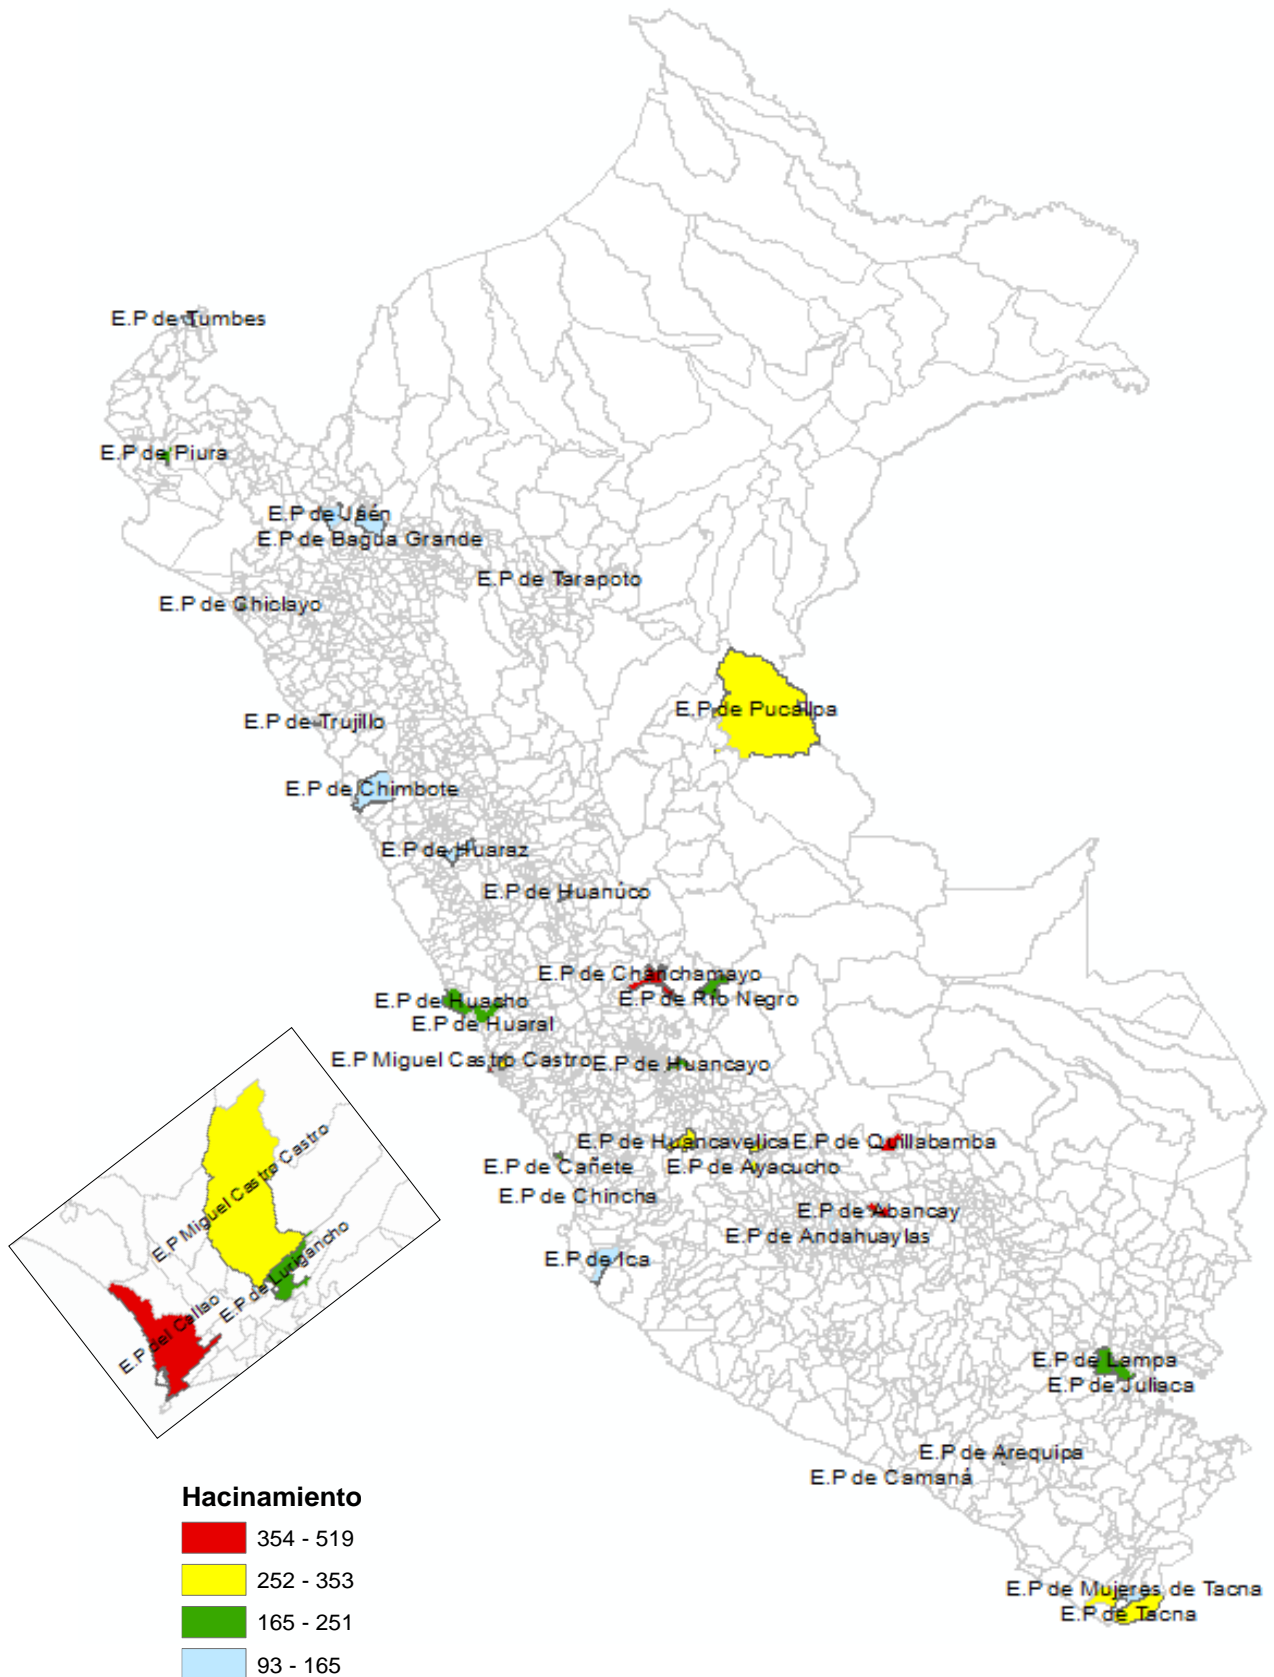 E.P de Tumbes
E.P de Piura
E.P de Jaén
E.P de Bagua Grande
E.P de Tarapoto
E.P de Chiclayo
E.P de Pucallpa
E.P de Trujillo
E.P de Chimbote
E.P de Huaraz
E.P de Huanúco
E.P de Chanchamayo
E.P de Río Negro
E.P de Huacho
E.P de Huaral
E.P Miguel Castro Castro
E.P de Huancayo
E.P de Huancavelica
E.P de Quillabamba
E.P de Cañete
E.P de Ayacucho
E.P de Chincha
E.P de Abancay
E.P de Andahuaylas
E.P de Ica
E.P Miguel Castro Castro
E.P de Lurigancho
E.P del Callao
E.P de Lampa
E.P de Juliaca
E.P de Arequipa
E.P de Camaná
E.P de Mujeres de Tacna
E.P de Tacna
Hacinamiento
354 - 519
252 - 353
165 - 251
93 - 165